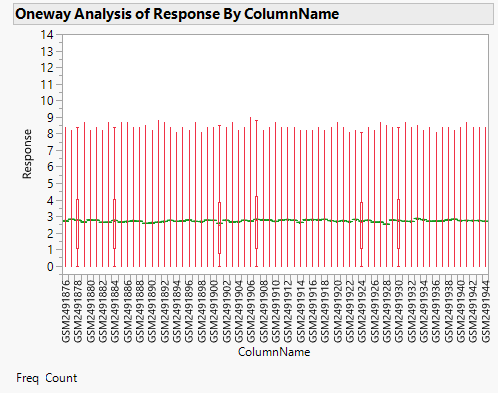 Oneway Analysis of Response By ColumnName
14
13
12
11
10
9
8
7
6
5
4
3
2
1
0
Response
GSM2491876
GSM2491878
GSM2491880
GSM2491882
GSM2491884
GSM2491886
GSM2491888
GSM2491890
GSM2491892
GSM2491894
GSM2491896
GSM2491898
GSM2491900
GSM2491902
GSM2491904
GSM2491906
GSM2491908
GSM2491910
GSM2491912
GSM2491914
GSM2491916
GSM2491918
GSM2491920
GSM2491922
GSM2491924
GSM2491926
GSM2491928
GSM2491930
GSM2491932
GSM2491934
GSM2491936
GSM2491938
GSM2491940
GSM2491942
GSM2491944
ColumnName
Freq Count